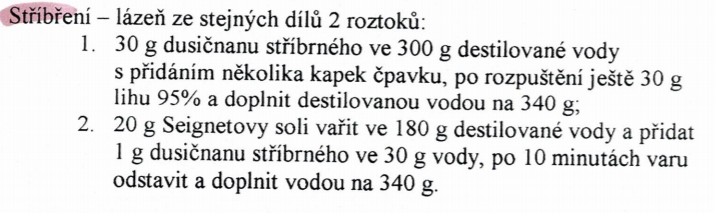 Stříbření – lázeň ze stejných dílů 2 roztoků:
1. 30 g dusičnanu stříbrného ve 300 g destilované vody
s přidáním několika kapek čpavku, po rozpuštění ještě 30 g
lihu 95% a doplnit destilovanou vodou na 340 g;
2. 20 g Seignetovy soli vařit ve 180 g destilované vody a přidat
1 g dusičnanu stříbrného ve 30 g vody, po 10 minutách varu
odstavit a doplnit vodou na 340 g.